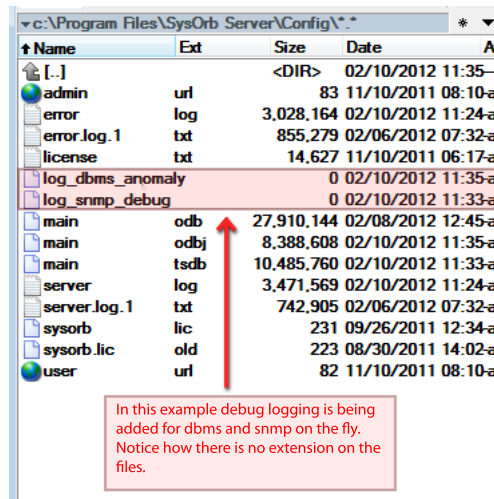 c:\Program Files\SysOrb Server\Config\*.* *
Name Ext Size Date A
[..] <DIR> 02/10/2012 11:35
admin url 83 11/10/2011 08:10-a
error log 3,028,164 02/10/2012 11:24-a
error.log.1 txt 855,279 02/06/2012 07:32-a
license txt 14,627 11/10/2011 06:17-a
log_dbms_anomaly 0 02/10/2012 11:35-a
log_snmp_debug 0 02/10/2012 11:33-a
main odb 27,910,144 02/08/2012 12:45-a
main odbj 8,388,608 02/10/2012 11:35-a
main tsdb 10,485,760 02/10/2012 11:33-a
server log 3,471,569 02/10/2012 11:24-a
server.log.1 txt 742,905 02/06/2012 07:32-a
sysorb lic 231 09/26/2011 12:34-a
sysorb.lic old 223 08/30/2011 14:02-a
user url 82 11/10/2011 08:10-a
In this example debug logging is being
added for dbms and snmp on the fly.
Notice how there is no extension on the
files.